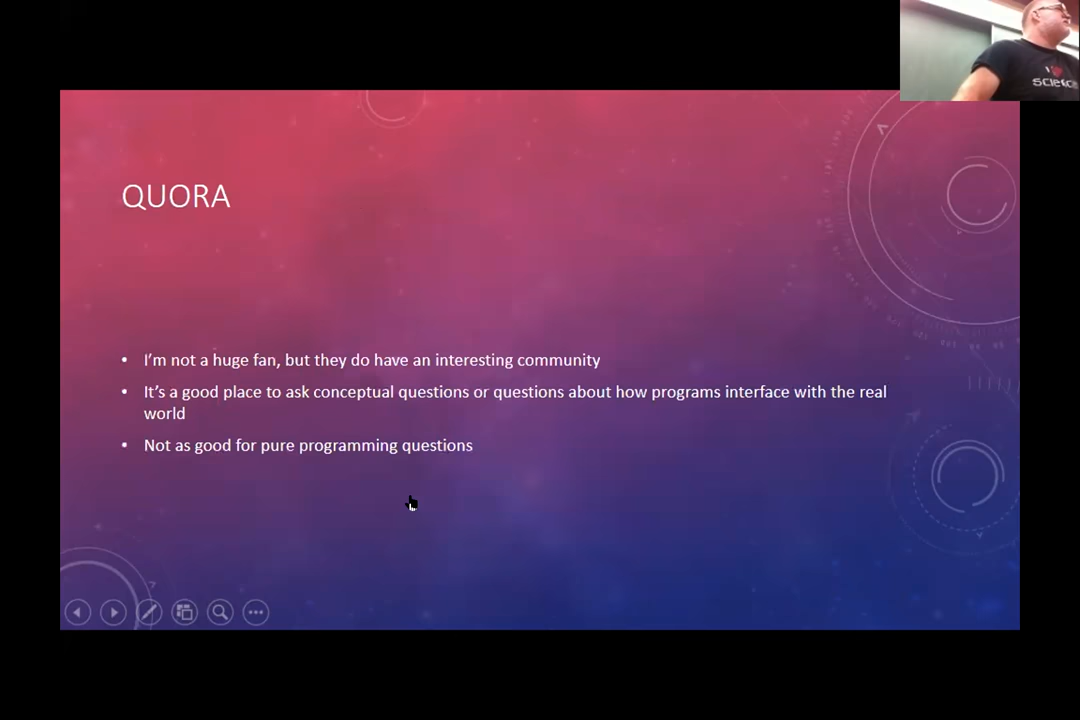 I
SCIENCE
QUORA
• I'm not a huge fan, but they do have an interesting community
• It's a good place to ask conceptual questions or questions about how programs interface with the real
world
• Not as good for pure programming questions